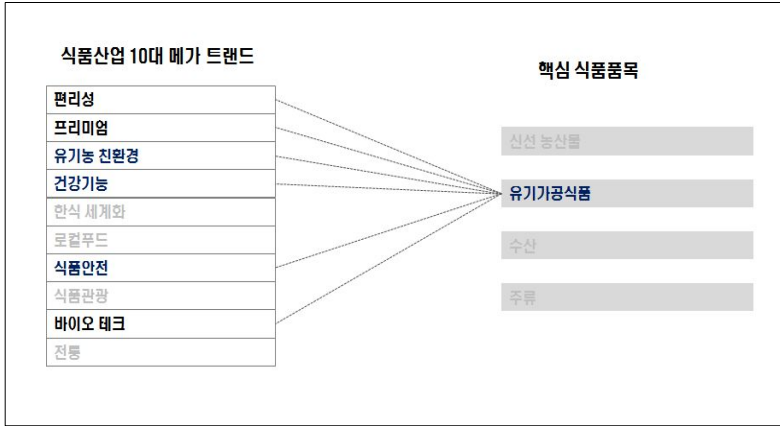 식품산업 10대 메가 트랜드
편리성
프리미엄
유기농 친환경
건강기능
한식 세계화
로컬푸드
식품안전
식품관광
바이오 테크
전통
핵심 식품품목
신선 농산물
유기가공식품
수산
주류